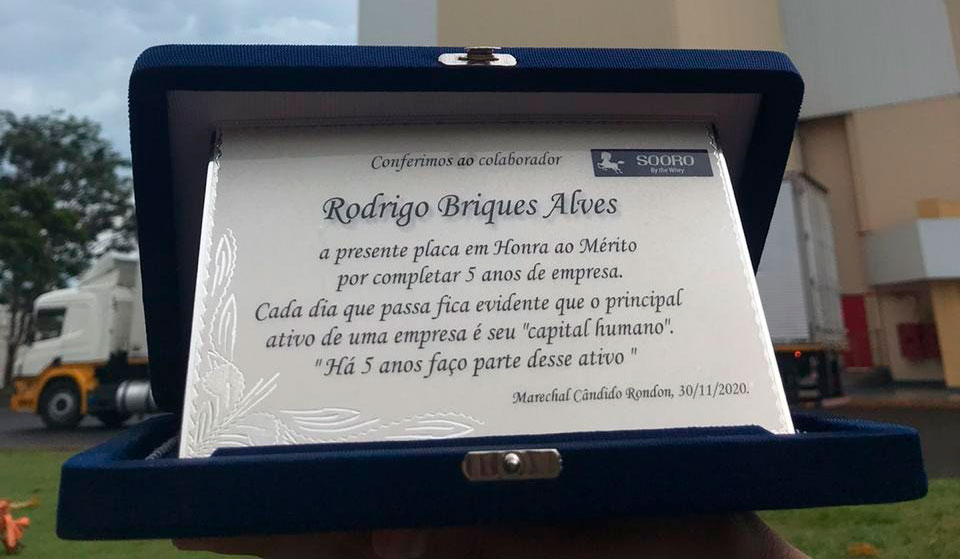 Conferimos ao colaborador
SOORO
By the Whey
Rodrigo Briques Alves
a presente placa em Honra ao Mérito
por completar 5 anos de empresa.
Cada dia que passa fica evidente que o principal
ativo de uma empresa é seu "capital humano".
"Há 5 anos faço parte desse ativo "
Marechal Cândido Rondon, 30/11/2020.